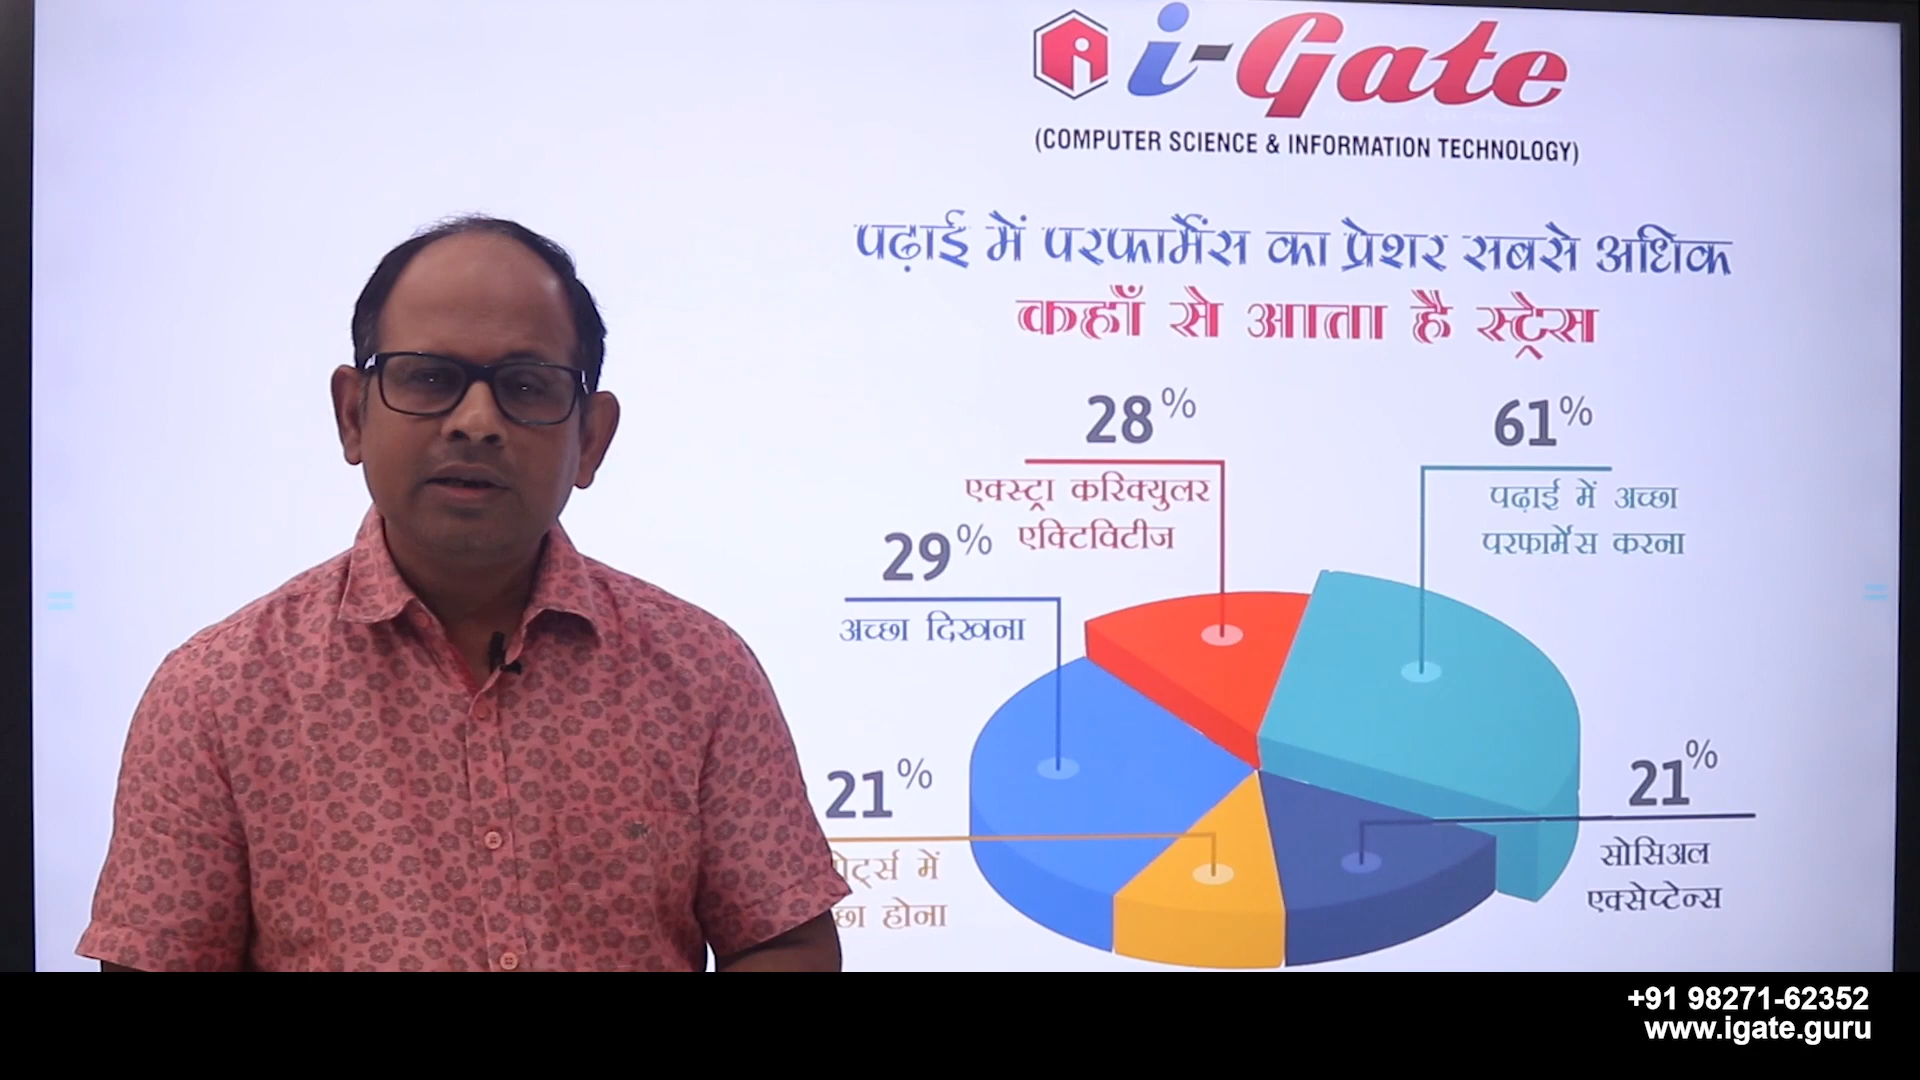 i-Gate
(COMPUTER SCIENCE & INFORMATION TECHNOLOGY)
पढ़ाई में परफार्मेंस का प्रेशर सबसे अधिक
कहाँ से आता है स्ट्रेस
28%
एक्स्ट्रा करिक्युलर
एक्टिविटीज
61%
पढ़ाई में अच्छा
परफार्मेंस करना
29%
अच्छा दिखना
21%
में
होना
21%
सोसिअल
एक्सेप्टेन्स
+91 98271-62352
www.igate.guru